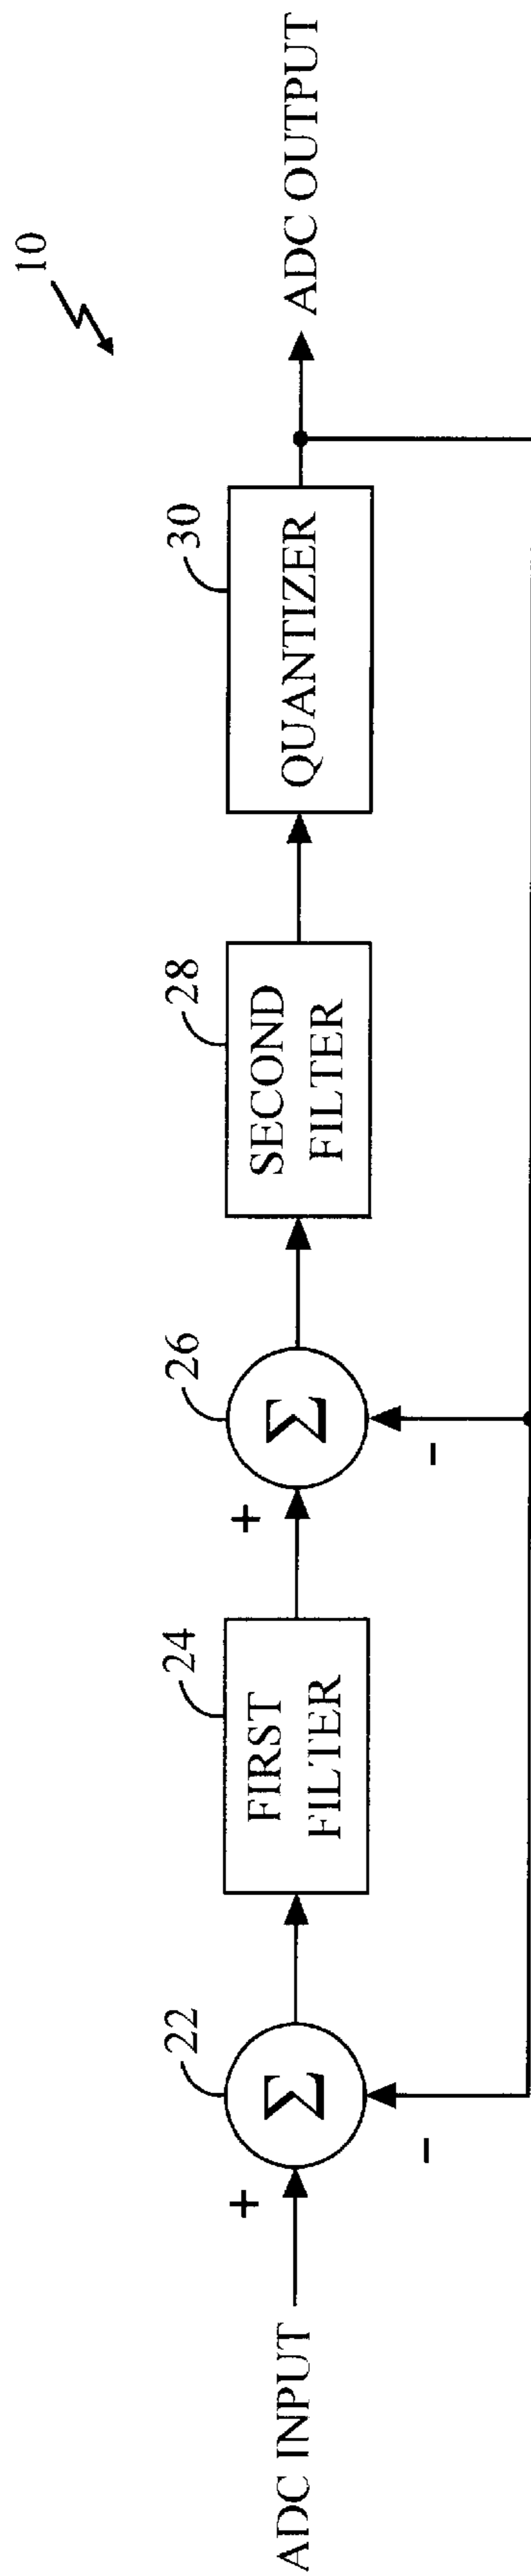 10
ADC INPUT
+
-
Σ
22
FIRST
FILTER
24
+
-
Σ
26
SECOND
FILTER
28
QUANTIZER
30
ADC OUTPUT